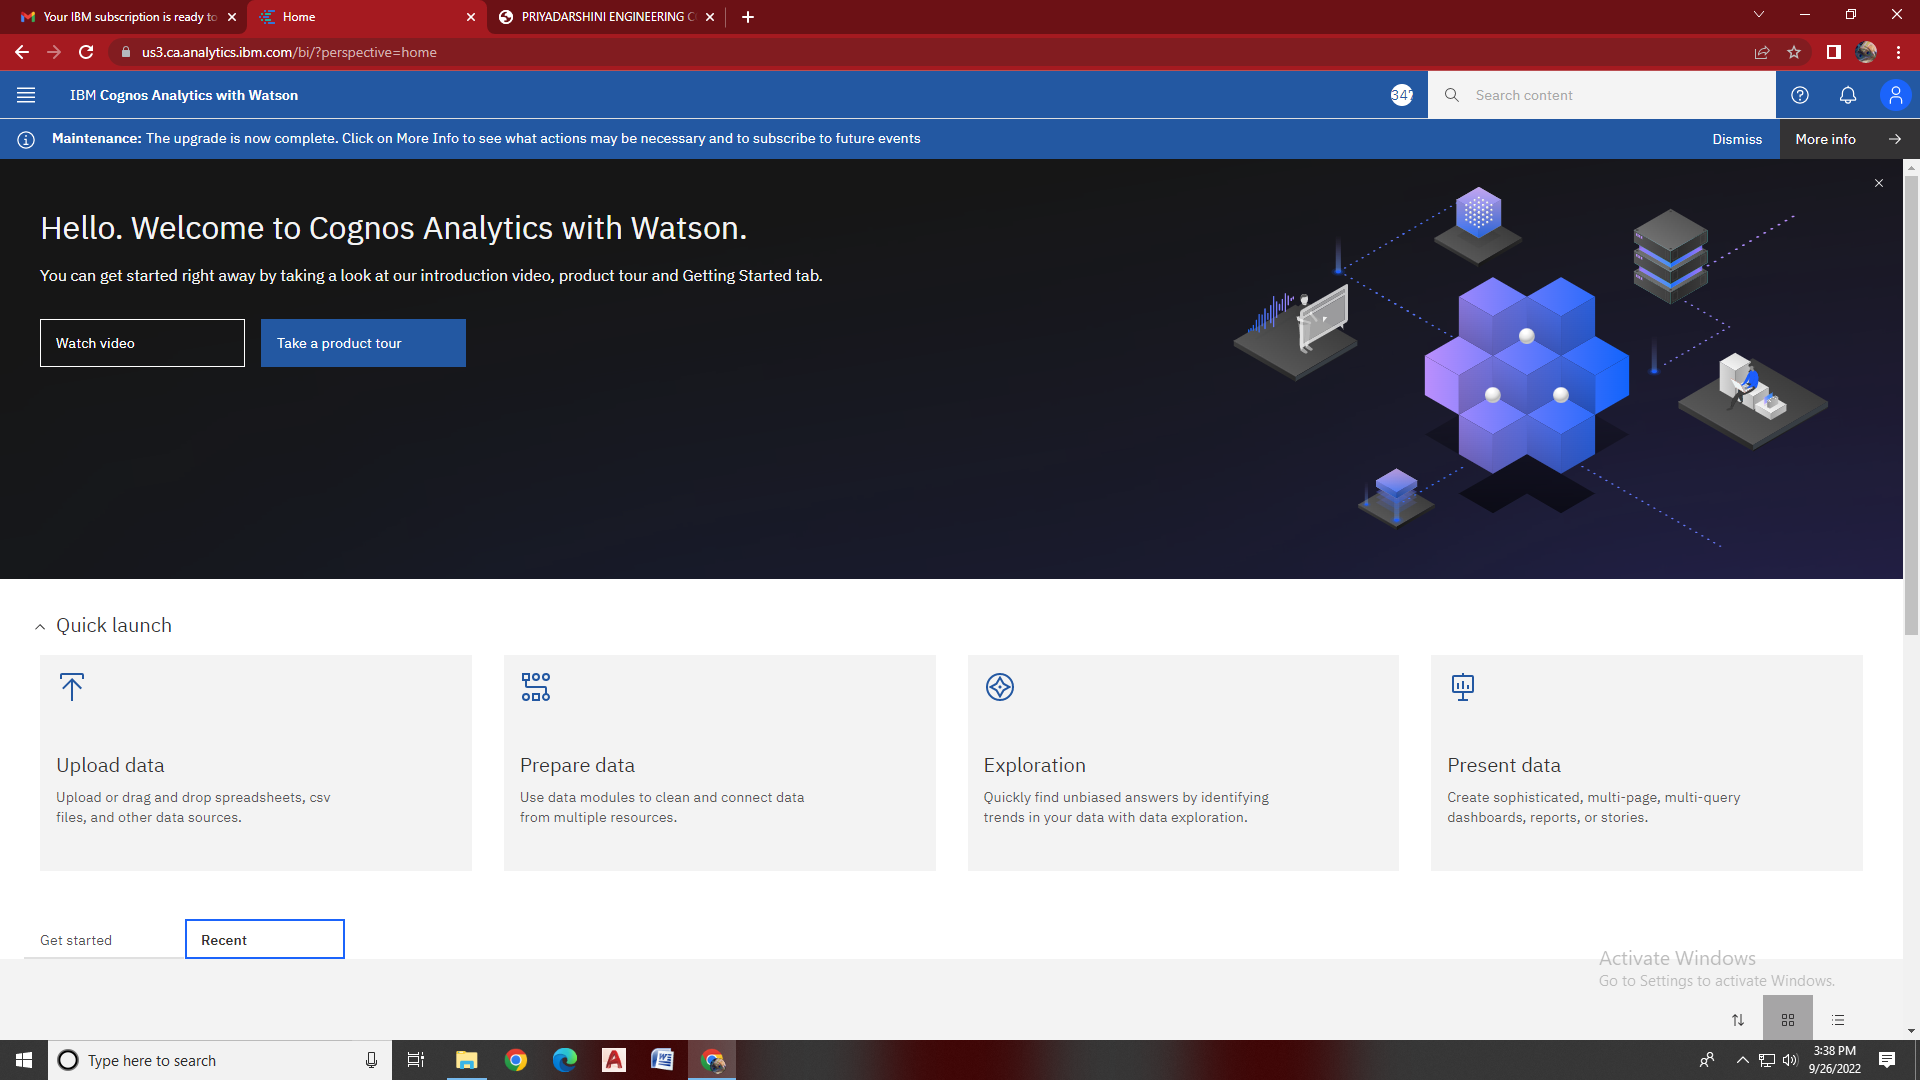 Your IBM subscription is ready to
Home
PRIYADARSHINI ENGINEERING C
us3.ca.analytics.ibm.com/bi/?perspective=home
IBM Cognos Analytics with Watson
347
Search content
Maintenance: The upgrade is now complete. Click on More Info to see what actions may be necessary and to subscribe to future events
Dismiss
More info
Hello. Welcome to Cognos Analytics with Watson.
You can get started right away by taking a look at our introduction video, product tour and Getting Started tab.
Watch video
Take a product tour
Quick launch
Upload data
Upload or drag and drop spreadsheets, csv
files, and other data sources.
Prepare data
Use data modules to clean and connect data
from multiple resources.
Exploration
Quickly find unbiased answers by identifying
trends in your data with data exploration.
Present data
Create sophisticated, multi-page, multi-query
dashboards, reports, or stories.
Get started
Recent
Activate Windows
Go to Settings to activate Windows.
Type here to search
3:38 PM
9/26/2022